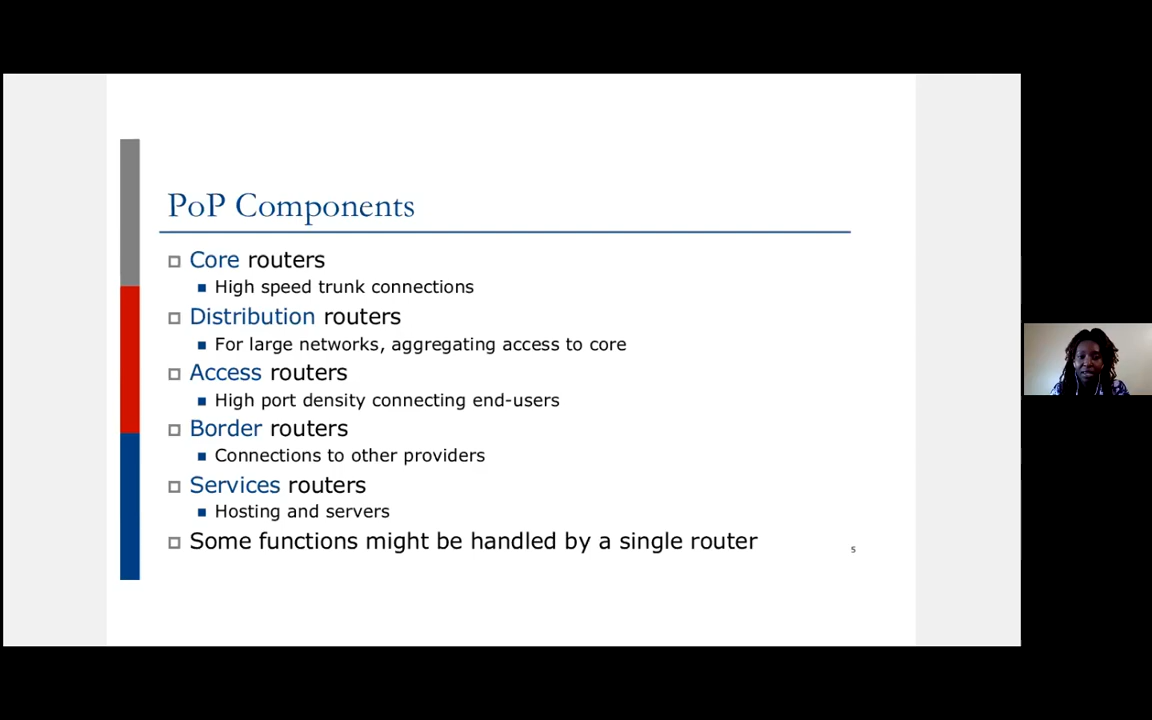 PoP Components
Core routers
High speed trunk connections
Distribution routers
For large networks, aggregating access to core
Access routers
High port density connecting end-users
Border routers
Connections to other providers
Services routers
Hosting and servers
Some functions might be handled by a single router
5